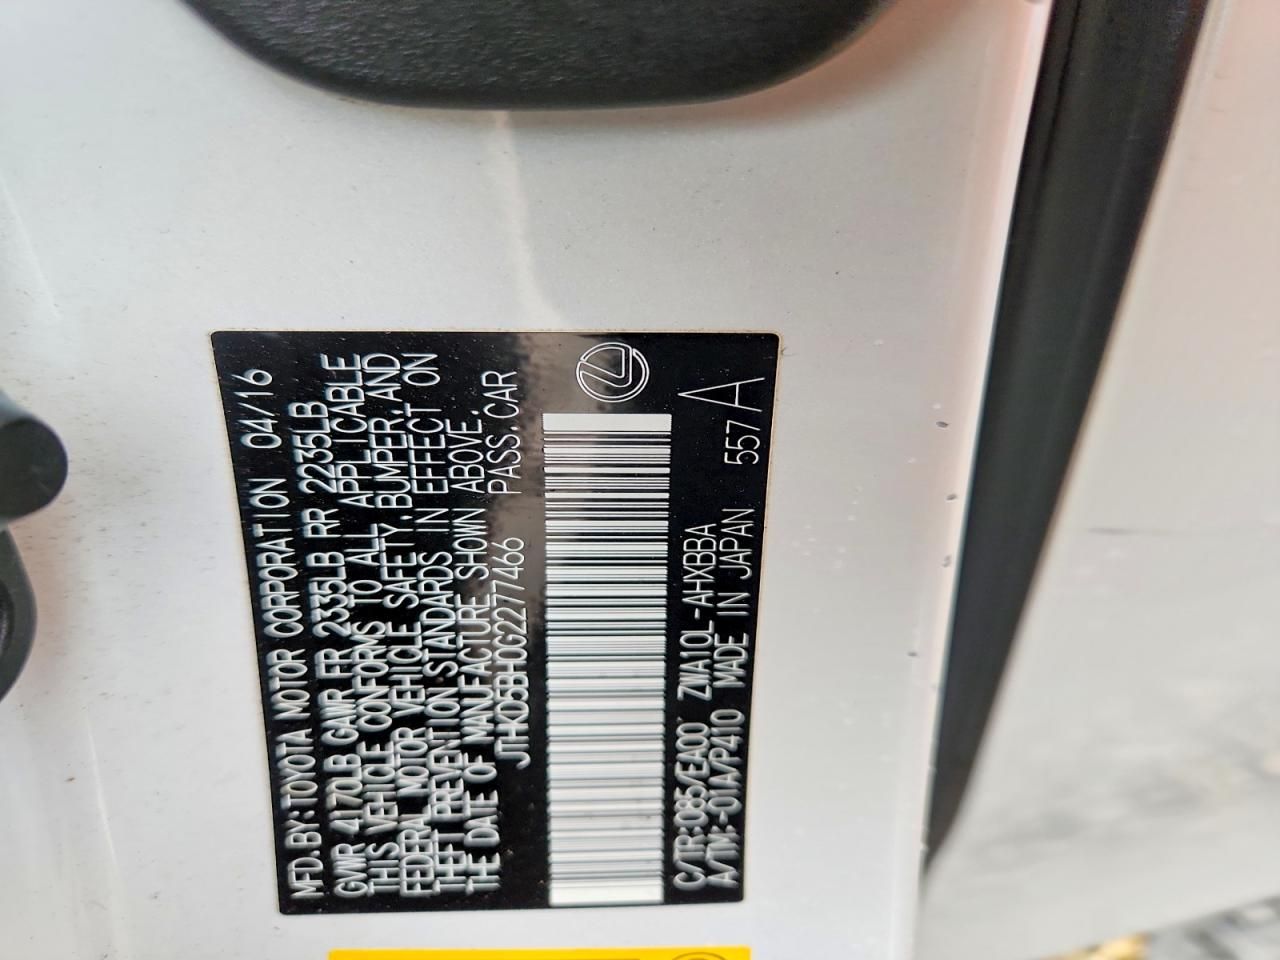 MFD.BY:TOYOTA MOTOR CORPORATION 04/16
GVWR 4170LB GAWR FR 2335LB RR 2235LB
THIS VEHICLE CONFORMS TO ALL APPLICABLE
FEDERAL MOTOR VEHICLE SAFETY,BUMPER,AND
THEFT PREVENTION STANDARDS IN EFFECT ON
THE DATE OF MANUFACTURE SHOWN ABOVE.
JTHKD5BH0G2277466 PASS.CAR
C/TR:085/EA00 ZWA10L-AHXBBA
A/TM:-01A/P410 MADE IN JAPAN 557A